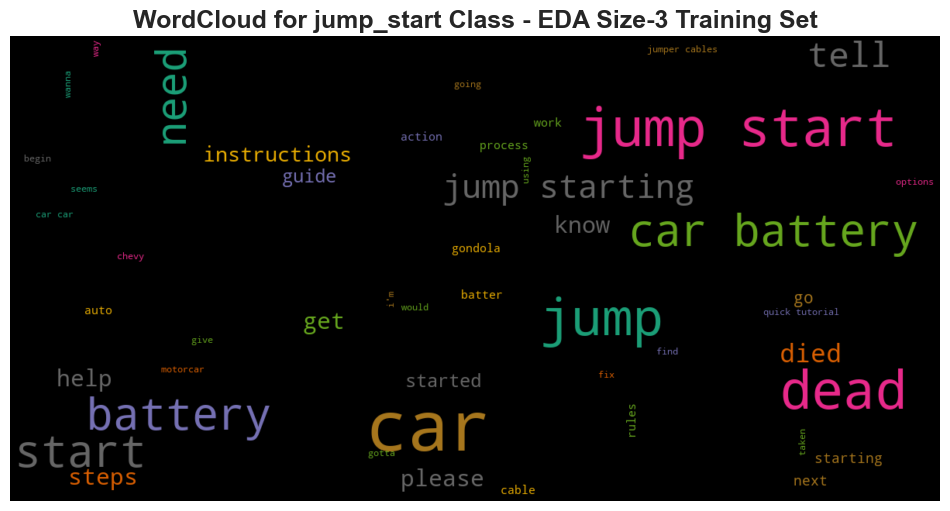 WordCloud for jump_start Class - EDA Size-3 Training Set
way
wanna
need
jumper cables
tell
going
jump start
work
action
process
instructions
guide
begin
using
seems
jump starting
options
car car
know
car battery
chevy
gondola
i'm
batter
go
auto
would
quick tutorial
get
jump
give
find
died
motorcar
fix
help
started
dead
battery
car
rules
start
gotta
taken
starting
steps
please
cable
next